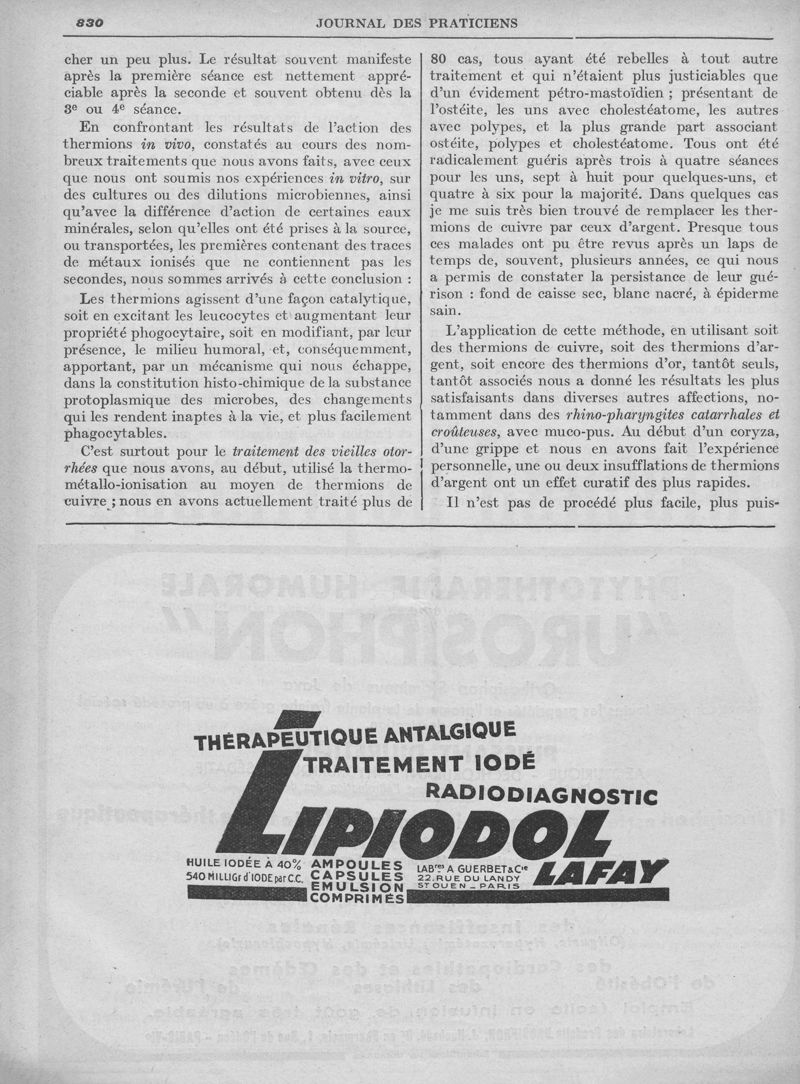 830
JOURNAL DES PRATICIENS
cher un peu plus. Le résultat souvent manifeste
après la première séance est nettement appré-
ciable après la seconde et souvent obtenu dès la
3e ou 4e séance.
En confrontant les résultats de l'action des
thermions in vivo, constatés au cours des nom-
breux traitements que nous avons faits, avec ceux
que nous ont soumis nos expériences in vitro, sur
des cultures ou des dilutions microbiennes, ainsi
qu'avec la différence d'action de certaines eaux
minérales, selon qu'elles ont été prises à la source,
ou transportées, les premières contenant des traces
de métaux ionisés que ne contiennent pas les
secondes, nous sommes arrivés à cette conclusion :
Les thermions agissent d'une façon catalytique,
soit en excitant les leucocytes et augmentant leur
propriété phogocytaire, soit en modifiant, par leur
présence, le milieu humoral, et, conséquemment,
apportant, par un mécanisme qui nous échappe,
dans la constitution histo-chimique de la substance
protoplasmique des microbes, des changements
qui les rendent inaptes à la vie, et plus facilement
phagocytables.
C'est surtout pour le traitement des vieilles otor-
rhées que nous avons, au début, utilisé la thermo-
métallo-ionisation au moyen de thermions de
cuivre ; nous en avons actuellement traité plus de
80 cas, tous ayant été rebelles à tout autre
traitement et qui n'étaient plus justiciables que
d'un évidement pétro-mastoïdien ; présentant de
l'ostéite, les uns avec cholestéatome, les autres
avec polypes, et la plus grande part associant
ostéite, polypes et cholestéatome. Tous ont été
radicalement guéris après trois à quatre séances
pour les uns, sept à huit pour quelques-uns, et
quatre à six pour la majorité. Dans quelques cas
je me suis très bien trouvé de remplacer les ther-
mions de cuivre par ceux d'argent. Presque tous
ces malades ont pu être revus après un laps de
temps de, souvent, plusieurs années, ce qui nous
a permis de constater la persistance de leur gué-
rison : fond de caisse sec, blanc nacré, à épiderme
sain.
L'application de cette méthode, en utilisant soit
des thermions de cuivre, soit des thermions d'ar-
gent, soit encore des thermions d'or, tantôt seuls,
tantôt associés nous a donné les résultats les plus
satisfaisants dans diverses autres affections, no-
tamment dans des rhino-pharyngites catarrhales et
croûteuses, avec muco-pus. Au début d'un coryza,
d'une grippe et nous en avons fait l'expérience
personnelle, une ou deux insufflations de thermions
d'argent ont un effet curatif des plus rapides.
Il n'est pas de procédé plus facile, plus puis-
THÉRAPEUTIQUE ANTALGIQUE
TRAITEMENT IODÉ
RADIODIAGNOSTIC
LIPIODOL
LAFAY
HUILE IODÉE À 40%
540 MILLIGr d'IODE par C.C.
AMPOULES
CAPSULES
EMULSION
COMPRIMÉS
LABres A GUERBET & Cie
22. RUE DU LANDY
ST OUEN _ PARIS